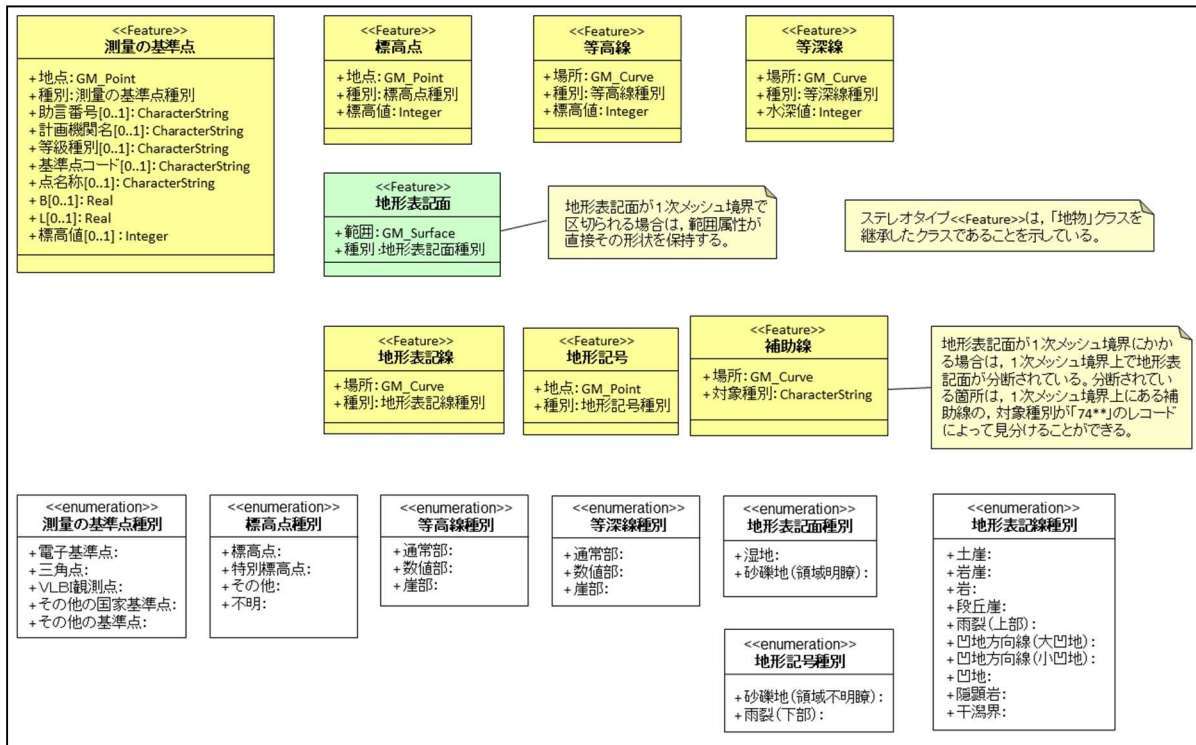 <<Feature>>
測量の基準点
+地点: GM_Point
+種別:測量の基準点種別
+助言番号[0..1]: CharacterString
+計画機関名[0..1]: CharacterString
+等級種別[0..1]: CharacterString
+基準点コード[0..1]: CharacterString
+点名称[0..1]: CharacterString
+B[0..1]: Real
+L[0..1]: Real
+標高値[0..1] : Integer
<<Feature>>
標高点
+地点: GM_Point
+種別:標高点種別
+標高値:Integer
<<Feature>>
等高線
+場所: GM_Curve
+種別:等高線種別
+標高値:Integer
<<Feature>>
等深線
+場所: GM_Curve
+種別:等深線種別
+水深値: Integer
<<Feature>>
地形表記面
+範囲: GM_Surface
+種別 :地形表記面種別
地形表記面が1次メッシュ境界で
区切られる場合は, 範囲属性が
直接その形状を保持する。
ステレオタイプ<<Feature>>は,「地物」クラスを
継承したクラスであることを示している。
<<Feature>>
地形表記線
+場所: GM_Curve
+種別:地形表記線種別
<<Feature>>
地形記号
+地点: GM_Point
+種別:地形記号種別
<<Feature>>
補助線
+場所: GM_Curve
+対象種別: CharacterString
地形表記面が1次メッシュ境界にかか
る場合は, 1次メッシュ境界上で地形表
記面が分断されている。分断されてい
る箇所は, 1次メッシュ境界上にある補
助線の, 対象種別が「74**」のレコード
によって見分けることができる。
<<enumeration>>
測量の基準点種別
+電子基準点:
+三角点:
+VLBI観測点:
+その他の国家基準点:
+その他の基準点:
<<enumeration>>
標高点種別
+標高点:
+特別標高点:
+その他:
+不明:
<<enumeration>>
等高線種別
+通常部:
+数値部:
+崖部:
<<enumeration>>
等深線種別
+通常部:
+数値部:
+崖部:
<<enumeration>>
地形表記面種別
+湿地:
+砂礫地(領域明瞭):
<<enumeration>>
地形記号種別
+砂礫地(領域不明瞭):
+雨裂(下部):
<<enumeration>>
地形表記線種別
+土崖:
+岩崖:
+岩:
+段丘崖:
+雨裂(上部):
+凹地方向線(大凹地):
+凹地方向線(小凹地):
+凹地:
+隠顕岩:
+干潟界: